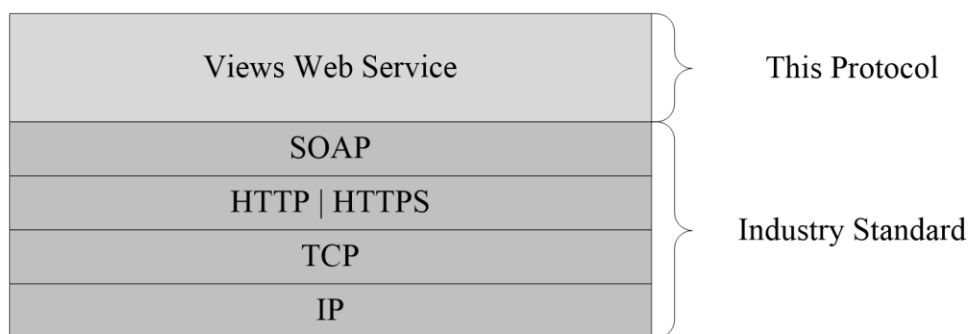 Views Web Service
This Protocol
SOAP
HTTP | HTTPS
Industry Standard
TCP
IP